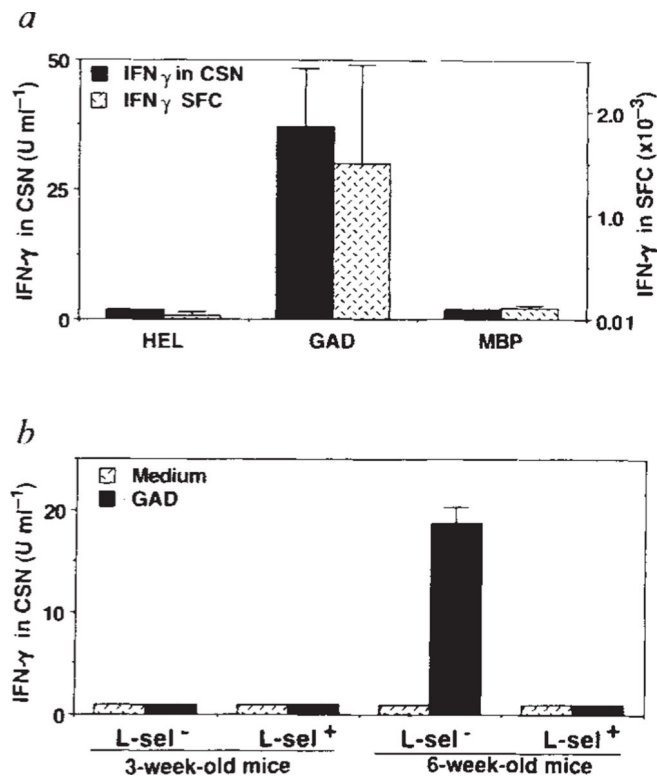 a
50
IFNγ in CSN
IFNγ SFC
25
0
IFN-γ in CSN (U ml⁻¹)
2.0
1.0
0.01
IFN-γ in SFC (x10⁻³)
HEL GAD MBP
b
Medium
GAD
20
10
0
IFN-γ in CSN (U ml⁻¹)
L-sel⁻ L-sel⁺ L-sel⁻ L-sel⁺
3-week-old mice 6-week-old mice